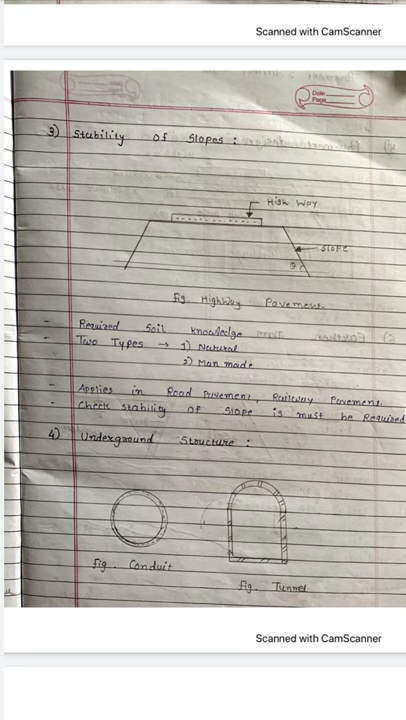 Scanned with CamScanner
Date
Page
3) Stability of Slopes :
High Way
Slope
θ
Fig Highway Pavement
- Required Soil knowledge
- Two Types → 1) Natural
2) Man made
- Applies in Road Pavement, Railway Pavement.
- Check stability of Slope is must be Required
4) Underground Structure :
Fig. Conduit
Fig. Tunnel
Scanned with CamScanner